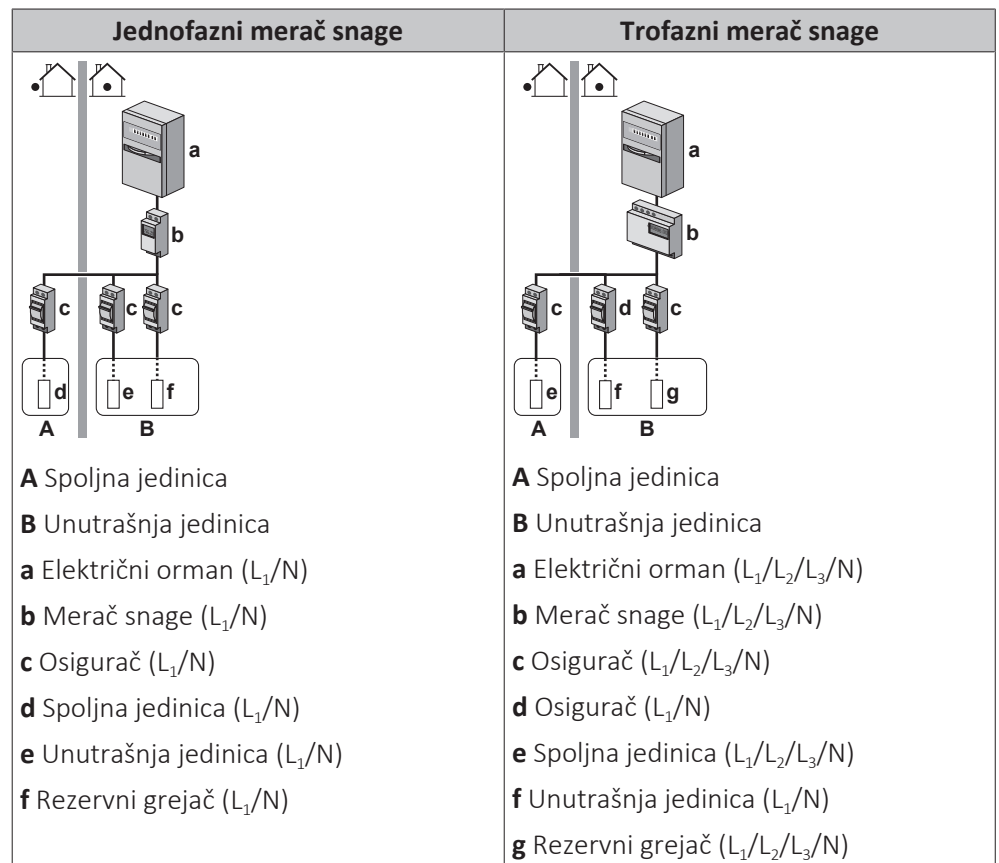 Jednofazni merač snage
a
b
c c c
d e f
A B
A Spoljna jedinica
B Unutrašnja jedinica
a Električni orman (L₁/N)
b Merač snage (L₁/N)
c Osigurač (L₁/N)
d Spoljna jedinica (L₁/N)
e Unutrašnja jedinica (L₁/N)
f Rezervni grejač (L₁/N)
Trofazni merač snage
a
b
c d c
e f g
A B
A Spoljna jedinica
B Unutrašnja jedinica
a Električni orman (L₁/L₂/L₃/N)
b Merač snage (L₁/L₂/L₃/N)
c Osigurač (L₁/L₂/L₃/N)
d Osigurač (L₁/N)
e Spoljna jedinica (L₁/L₂/L₃/N)
f Unutrašnja jedinica (L₁/N)
g Rezervni grejač (L₁/L₂/L₃/N)